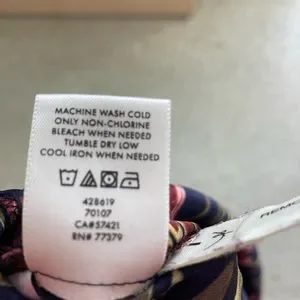 MACHINE WASH COLD
ONLY NON-CHLORINE
BLEACH WHEN NEEDED
TUMBLE DRY LOW
COOL IRON WHEN NEEDED
428619
70107
CA#57421
RN# 77379